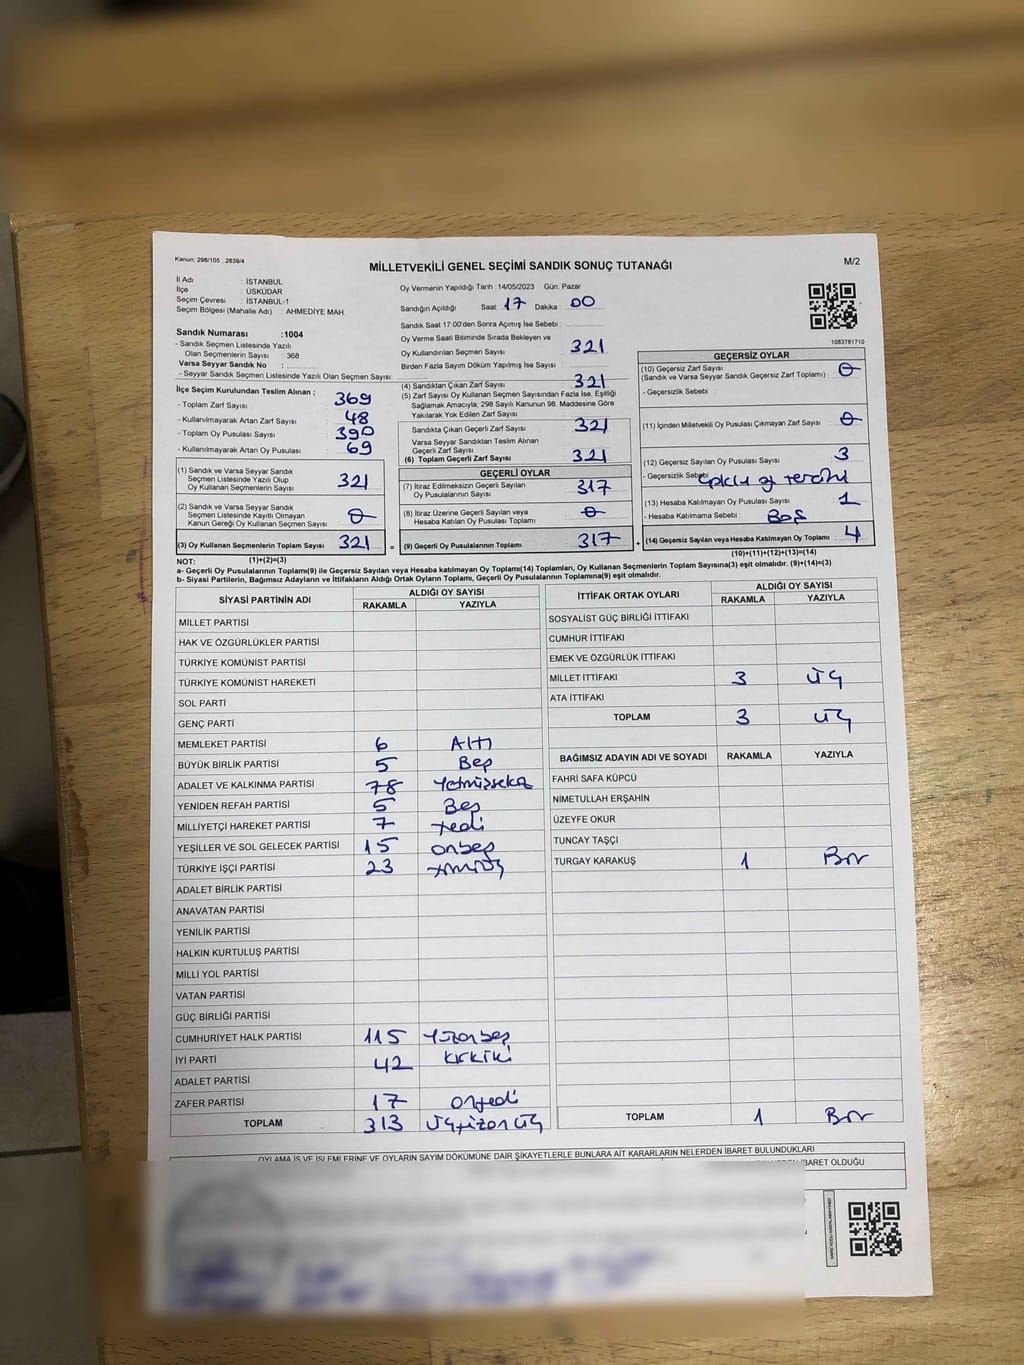 Kanun: 298/105 , 2839/4
MİLLETVEKİLİ GENEL SEÇİMİ SANDIK SONUÇ TUTANAĞI
M/2
İl Adı : İSTANBUL
İlçe : ÜSKÜDAR
Seçim Çevresi : İSTANBUL-1
Seçim Bölgesi (Mahalle Adı) : AHMEDİYE MAH.
Oy Vermenin Yapıldığı Tarih :14/05/2023 Gün: Pazar
Sandığın Açıldığı Saat : 17 Dakika : 00
Sandık Saat 17.00'den Sonra Açımış İse Sebebi :
Oy Verme Saati Bitiminde Sırada Bekleyen ve
Oy Kullandırılan Seçmen Sayısı : 321
Birden Fazla Sayım Döküm Yapılmış İse Sayısı :
1083781710
Sandık Numarası :1004
- Sandık Seçmen Listesinde Yazılı
Olan Seçmenlerin Sayısı : 368
Varsa Seyyar Sandık No :
- Seyyar Sandık Seçmen Listesinde Yazılı Olan Seçmen Sayısı:
İlçe Seçim Kurulundan Teslim Alınan ;
- Toplam Zarf Sayısı : 369
- Kullanılmayarak Artan Zarf Sayısı : 48
- Toplam Oy Pusulası Sayısı : 390
- Kullanılmayarak Artan Oy Pusulası : 69
(1) Sandık ve Varsa Seyyar Sandık
Seçmen Listesinde Yazılı Olup
Oy Kullanan Seçmenlerin Sayısı : 321
(2) Sandık ve Varsa Seyyar Sandık
Seçmen Listesinde Kayıtlı Olmayan
Kanun Gereği Oy Kullanan Seçmen Sayısı : 0
(3) Oy Kullanan Seçmenlerin Toplam Sayısı : 321
(4) Sandıktan Çıkan Zarf Sayısı : 321
(5) Zarf Sayısı Oy Kullanan Seçmen Sayısından Fazla İse, Eşitliği
Sağlamak Amacıyla; 298 Sayılı Kanunun 98. Maddesine Göre
Yakılarak Yok Edilen Zarf Sayısı :
Sandıkta Çıkan Geçerli Zarf Sayısı : 321
Varsa Seyyar Sandıktan Teslim Alınan
Geçerli Zarf Sayısı :
(6) Toplam Geçerli Zarf Sayısı : 321
GEÇERLİ OYLAR
(7) İtiraz Edilmeksizin Geçerli Sayılan
Oy Pusulalarının Sayısı : 317
(8) İtiraz Üzerine Geçerli Sayılan veya
Hesaba Katılan Oy Pusulası Toplamı : 0
= (9) Geçerli Oy Pusulalarının Toplamı : 317 +
GEÇERSİZ OYLAR
(10) Geçersiz Zarf Sayısı : 0
(Sandık ve Varsa Seyyar Sandık Geçersiz Zarf Toplamı)
- Geçersizlik Sebebi :
(11) İçinden Milletvekili Oy Pusulası Çıkmayan Zarf Sayısı : 0
(12) Geçersiz Sayılan Oy Pusulası Sayısı : 3
- Geçersizlik Sebebi :
(13) Hesaba Katılmayan Oy Pusulası Sayısı : 1
- Hesaba Katılmama Sebebi : Boş
(14) Geçersiz Sayılan veya Hesaba Katılmayan Oy Toplamı : 4
NOT: (1)+(2)=(3)
(10)+(11)+(12)+(13)=(14)
a- Geçerli Oy Pusulalarının Toplamı(9) ile Geçersiz Sayılan veya Hesaba katılmayan Oy Toplamı(14) Toplamları, Oy Kullanan Seçmenlerin Toplam Sayısına(3) eşit olmalıdır. (9)+(14)=(3)
b- Siyasi Partilerin, Bağımsız Adayların ve İttifakların Aldığı Ortak Oyların Toplamı, Geçerli Oy Pusulalarının Toplamına(9) eşit olmalıdır.
SİYASİ PARTİNİN ADI ALDIĞI OY SAYISI
RAKAMLA YAZIYLA
MİLLET PARTİSİ
HAK VE ÖZGÜRLÜKLER PARTİSİ
TÜRKİYE KOMÜNİST PARTİSİ
TÜRKİYE KOMÜNİST HAREKETİ
SOL PARTİ
GENÇ PARTİ
MEMLEKET PARTİSİ 6 Altı
BÜYÜK BİRLİK PARTİSİ 5 Beş
ADALET VE KALKINMA PARTİSİ 78 Yetmişsekiz
YENİDEN REFAH PARTİSİ 5 Beş
MİLLİYETÇİ HAREKET PARTİSİ 7 Yedi
YEŞİLLER VE SOL GELECEK PARTİSİ 15 onbeş
TÜRKİYE İŞÇİ PARTİSİ 23 Yirmiüç
ADALET BİRLİK PARTİSİ
ANAVATAN PARTİSİ
YENİLİK PARTİSİ
HALKIN KURTULUŞ PARTİSİ
MİLLİ YOL PARTİSİ
VATAN PARTİSİ
GÜÇ BİRLİĞİ PARTİSİ
CUMHURİYET HALK PARTİSİ 115 Yüzonbeş
İYİ PARTİ 42 kırkiki
ADALET PARTİSİ
ZAFER PARTİSİ 17 onyedi
TOPLAM 313 Üçyüzonüç
İTTİFAK ORTAK OYLARI ALDIĞI OY SAYISI
RAKAMLA YAZIYLA
SOSYALİST GÜÇ BİRLİĞİ İTTİFAKI
CUMHUR İTTİFAKI
EMEK VE ÖZGÜRLÜK İTTİFAKI
MİLLET İTTİFAKI 3 üç
ATA İTTİFAKI
TOPLAM 3 üç
BAĞIMSIZ ADAYIN ADI VE SOYADI RAKAMLA YAZIYLA
FAHRİ SAFA KÜPCÜ
NİMETULLAH ERŞAHİN
ÜZEYFE OKUR
TUNCAY TAŞÇI
TURGAY KARAKUŞ 1 Bir
TOPLAM 1 Bir
OYLAMA İŞ VE İŞLEMLERİNE VE OYLARIN SAYIM DÖKÜMÜNE DAİR ŞİKAYETLERLE BUNLARA AİT KARARLARIN NELERDEN İBARET BULUNDUKLARI
İBARET OLDUĞU